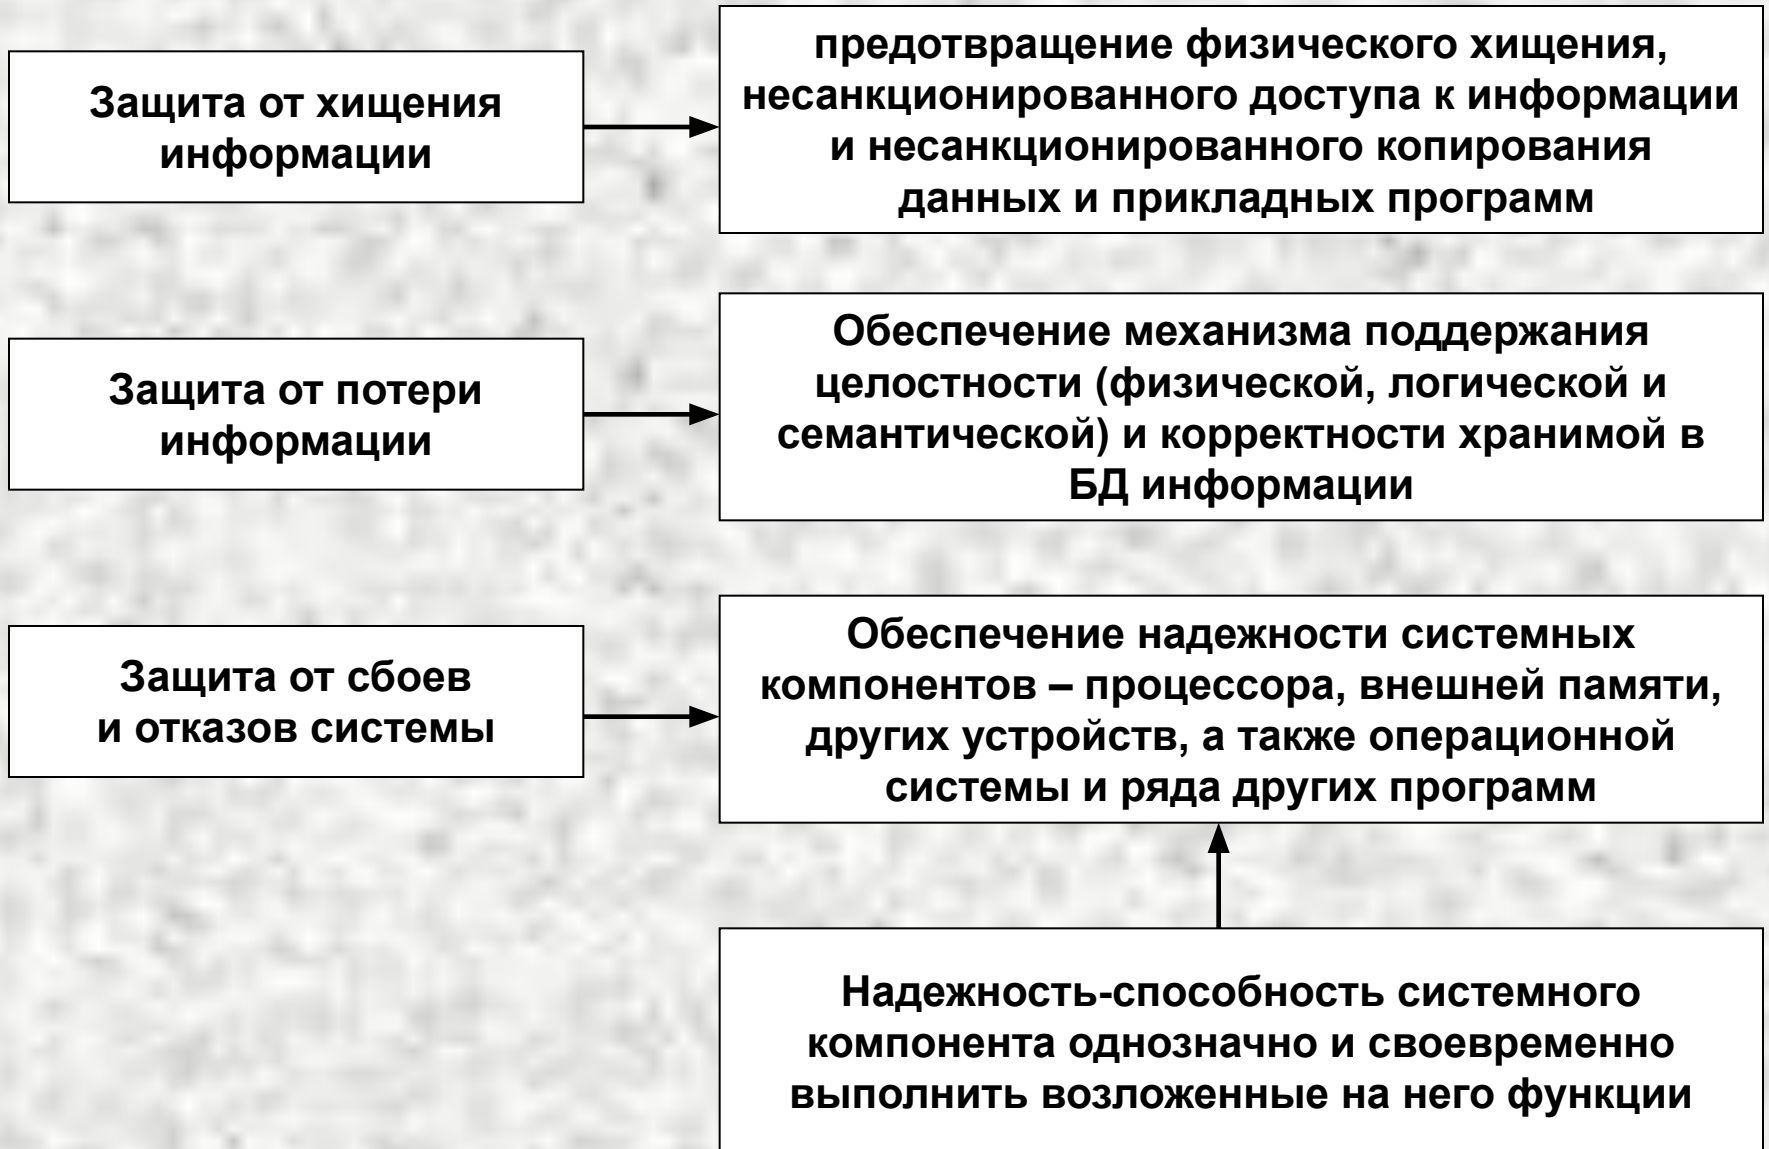 Защита от хищения
информации
предотвращение физического хищения,
несанкционированного доступа к информации
и несанкционированного копирования
данных и прикладных программ
Защита от потери
информации
Обеспечение механизма поддержания
целостности (физической, логической и
семантической) и корректности хранимой в
БД информации
Защита от сбоев
и отказов системы
Обеспечение надежности системных
компонентов – процессора, внешней памяти,
других устройств, а также операционной
системы и ряда других программ
Надежность-способность системного
компонента однозначно и своевременно
выполнить возложенные на него функции